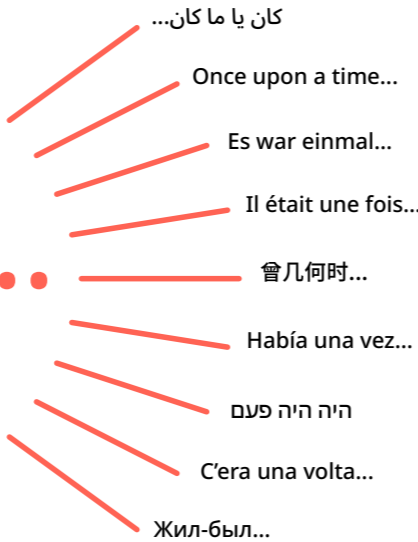 كان يا ما كان...
Once upon a time...
Es war einmal...
Il était une fois...
曾几何时...
Había una vez...
היה היה פעם
C’era una volta...
Жил-был...